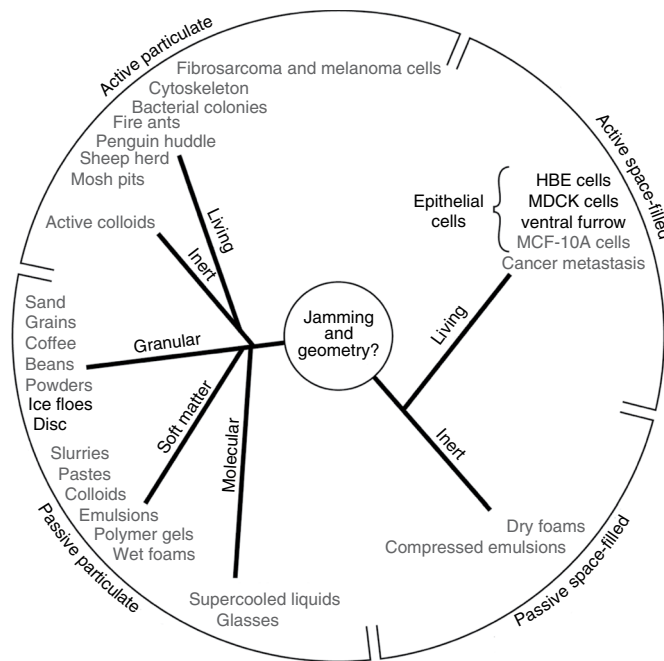 Active particulate
Fibrosarcoma and melanoma cells
Cytoskeleton
Bacterial colonies
Fire ants
Penguin huddle
Sheep herd
Mosh pits
Living
Active colloids
Inert
Active space-filled
Epithelial
cells
HBE cells
MDCK cells
ventral furrow
MCF-10A cells
Cancer metastasis
Living
Jamming
and
geometry?
Sand
Grains
Coffee
Beans
Powders
Ice floes
Disc
Granular
Soft matter
Molecular
Slurries
Pastes
Colloids
Emulsions
Polymer gels
Wet foams
Passive particulate
Supercooled liquids
Glasses
Inert
Dry foams
Compressed emulsions
Passive space-filled